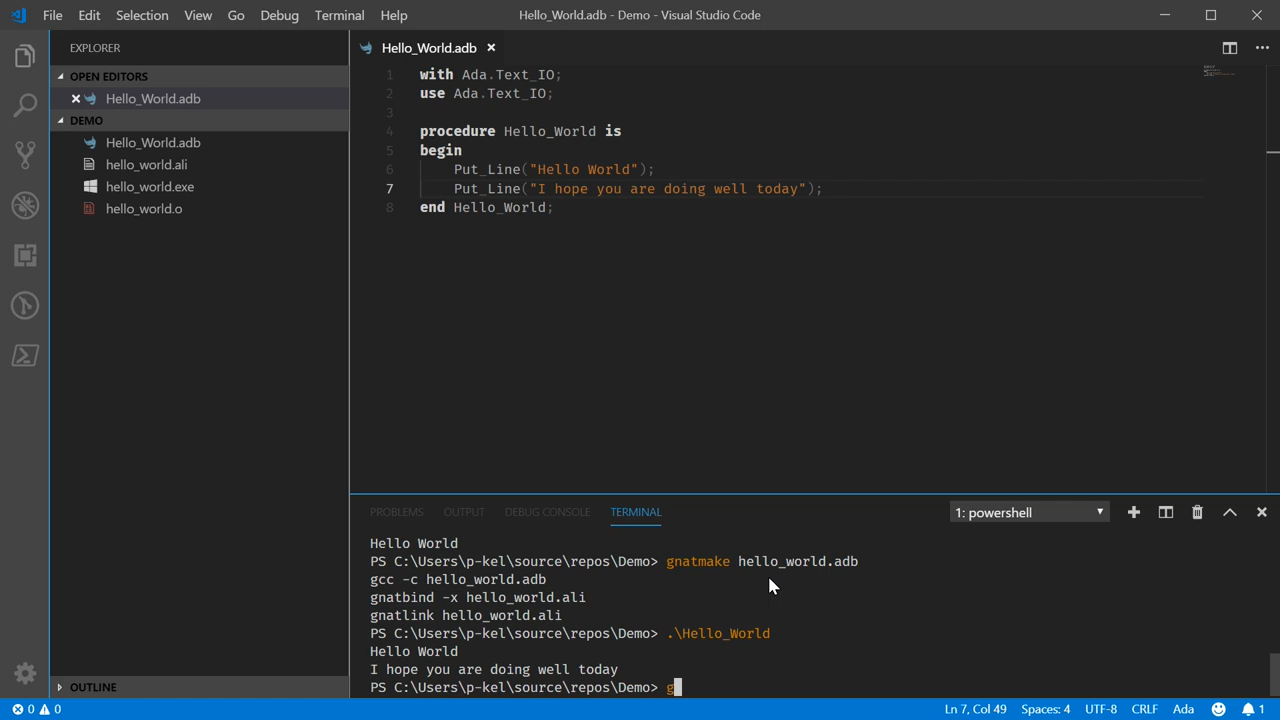 File Edit Selection View Go Debug Terminal Help Hello_World.adb - Demo - Visual Studio Code
EXPLORER
OPEN EDITORS
Hello_World.adb
DEMO
Hello_World.adb
hello_world.ali
hello_world.exe
hello_world.o
OUTLINE
Hello_World.adb
1 with Ada.Text_IO;
2 use Ada.Text_IO;
3
4 procedure Hello_World is
5 begin
6 Put_Line("Hello World");
7 Put_Line("I hope you are doing well today");
8 end Hello_World;
PROBLEMS OUTPUT DEBUG CONSOLE TERMINAL 1: powershell
Hello World
PS C:\Users\p-kel\source\repos\Demo> gnatmake hello_world.adb
gcc -c hello_world.adb
gnatbind -x hello_world.ali
gnatlink hello_world.ali
PS C:\Users\p-kel\source\repos\Demo> .\Hello_World
Hello World
I hope you are doing well today
PS C:\Users\p-kel\source\repos\Demo> g
0 0 Ln 7, Col 49 Spaces: 4 UTF-8 CRLF Ada 1